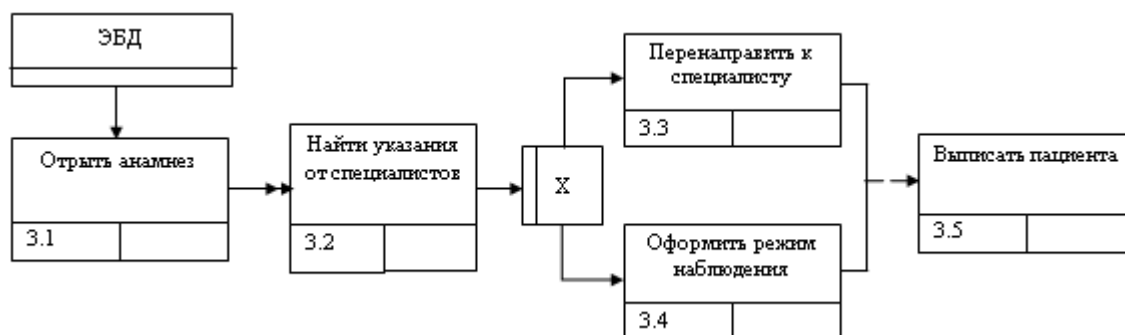 ЭБД
Отрыть анамнез
3.1
Найти указания
от специалистов
3.2
X
Перенаправить к
специалисту
3.3
Оформить режим
наблюдения
3.4
Выписать пациента
3.5